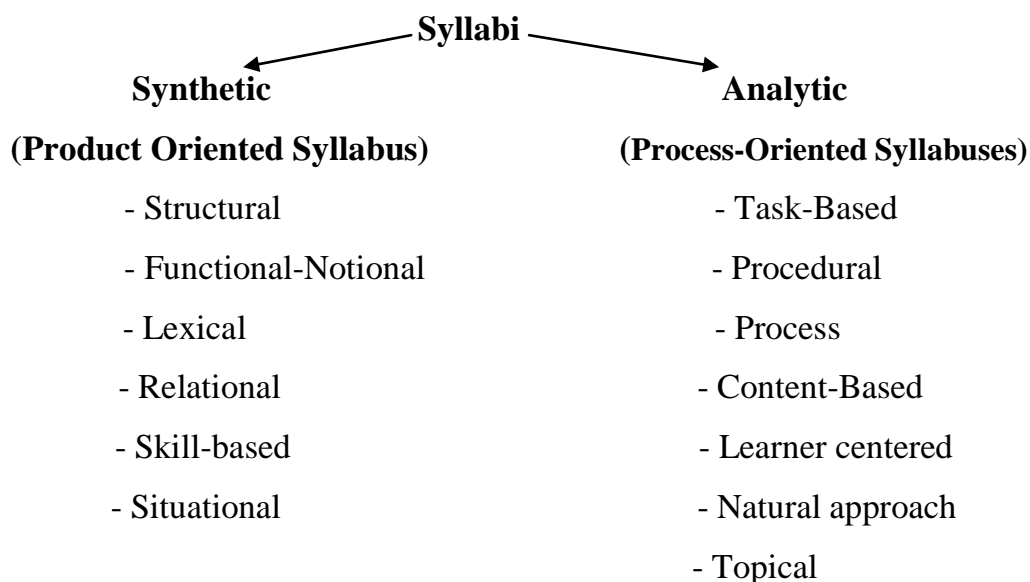 Syllabi
Synthetic
(Product Oriented Syllabus)
- Structural
- Functional-Notional
- Lexical
- Relational
- Skill-based
- Situational
Analytic
(Process-Oriented Syllabuses)
- Task-Based
- Procedural
- Process
- Content-Based
- Learner centered
- Natural approach
- Topical